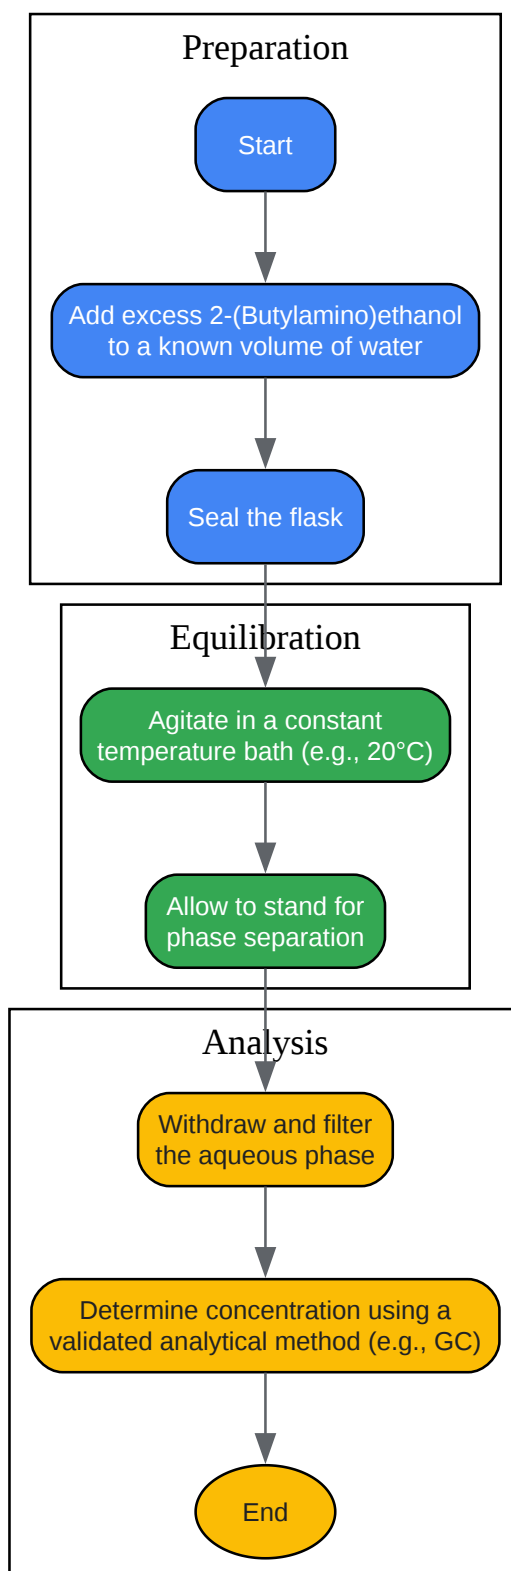 Preparation
Start
Add excess 2-(Butylamino)ethanol
to a known volume of water
Seal the flask
Equilibration
Agitate in a constant
temperature bath (e.g., 20°C)
Allow to stand for
phase separation
Analysis
Withdraw and filter
the aqueous phase
Determine concentration using a
validated analytical method (e.g., GC)
End